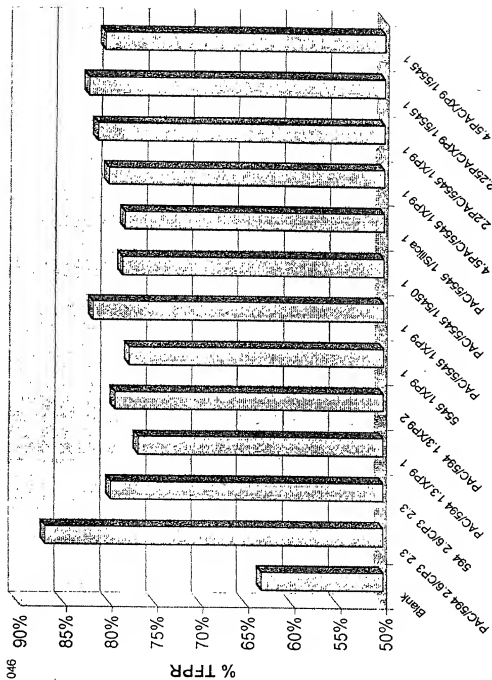 046
% TFPR
90%
85%
80%
75%
70%
65%
60%
55%
50%
Blank
PAC/594 2.6/CP3 2.3
594 2.6/CP3 2.3
PAC/594 1.3/XP9 1
PAC/594 1.3/XP9 2
5545 1/XP9 1
PAC/5545 1/XP9 1
PAC/5545 1/5450 1
PAC/5545 1/Silica 1
4.5PAC/5545 1/XP9 1
2.2PAC/5545 1/XP9 1
2.25PAC/XP9 1/5545 1
4.5PAC/XP9 1/5545 1